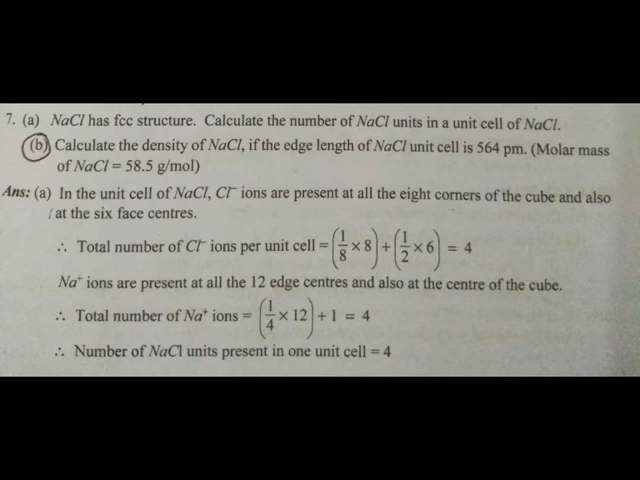 7. (a) NaCl has fcc structure. Calculate the number of NaCl units in a unit cell of NaCl.
(b) Calculate the density of NaCl, if the edge length of NaCl unit cell is 564 pm. (Molar mass
of NaCl = 58.5 g/mol)
Ans: (a) In the unit cell of NaCl, Cl⁻ ions are present at all the eight corners of the cube and also
at the six face centres.
∴ Total number of Cl⁻ ions per unit cell = (1/8 × 8) + (1/2 × 6) = 4
Na⁺ ions are present at all the 12 edge centres and also at the centre of the cube.
∴ Total number of Na⁺ ions = (1/4 × 12) + 1 = 4
∴ Number of NaCl units present in one unit cell = 4